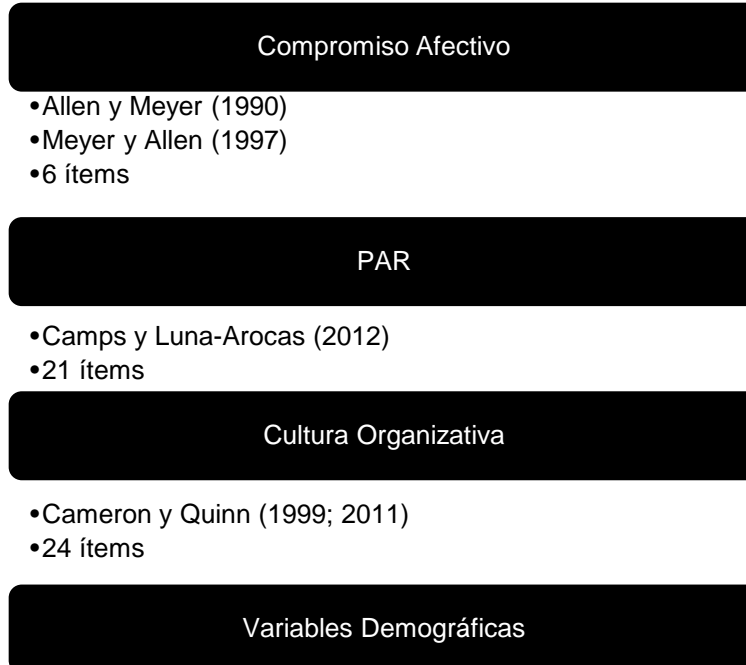 Compromiso Afectivo
•Allen y Meyer (1990)
•Meyer y Allen (1997)
•6 ítems
PAR
•Camps y Luna-Arocas (2012)
•21 ítems
Cultura Organizativa
•Cameron y Quinn (1999; 2011)
•24 ítems
Variables Demográficas